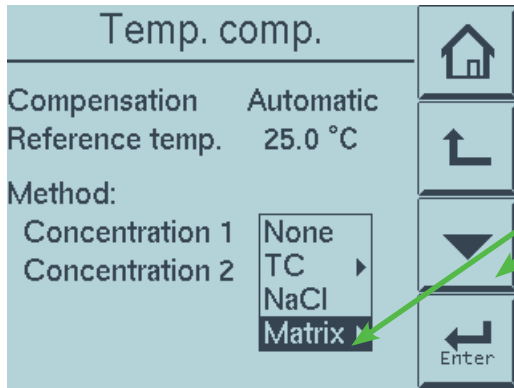 Temp. comp.
Compensation Automatic
Reference temp. 25.0 °C
Method:
Concentration 1 None
Concentration 2 TC
NaCl
Matrix
Enter